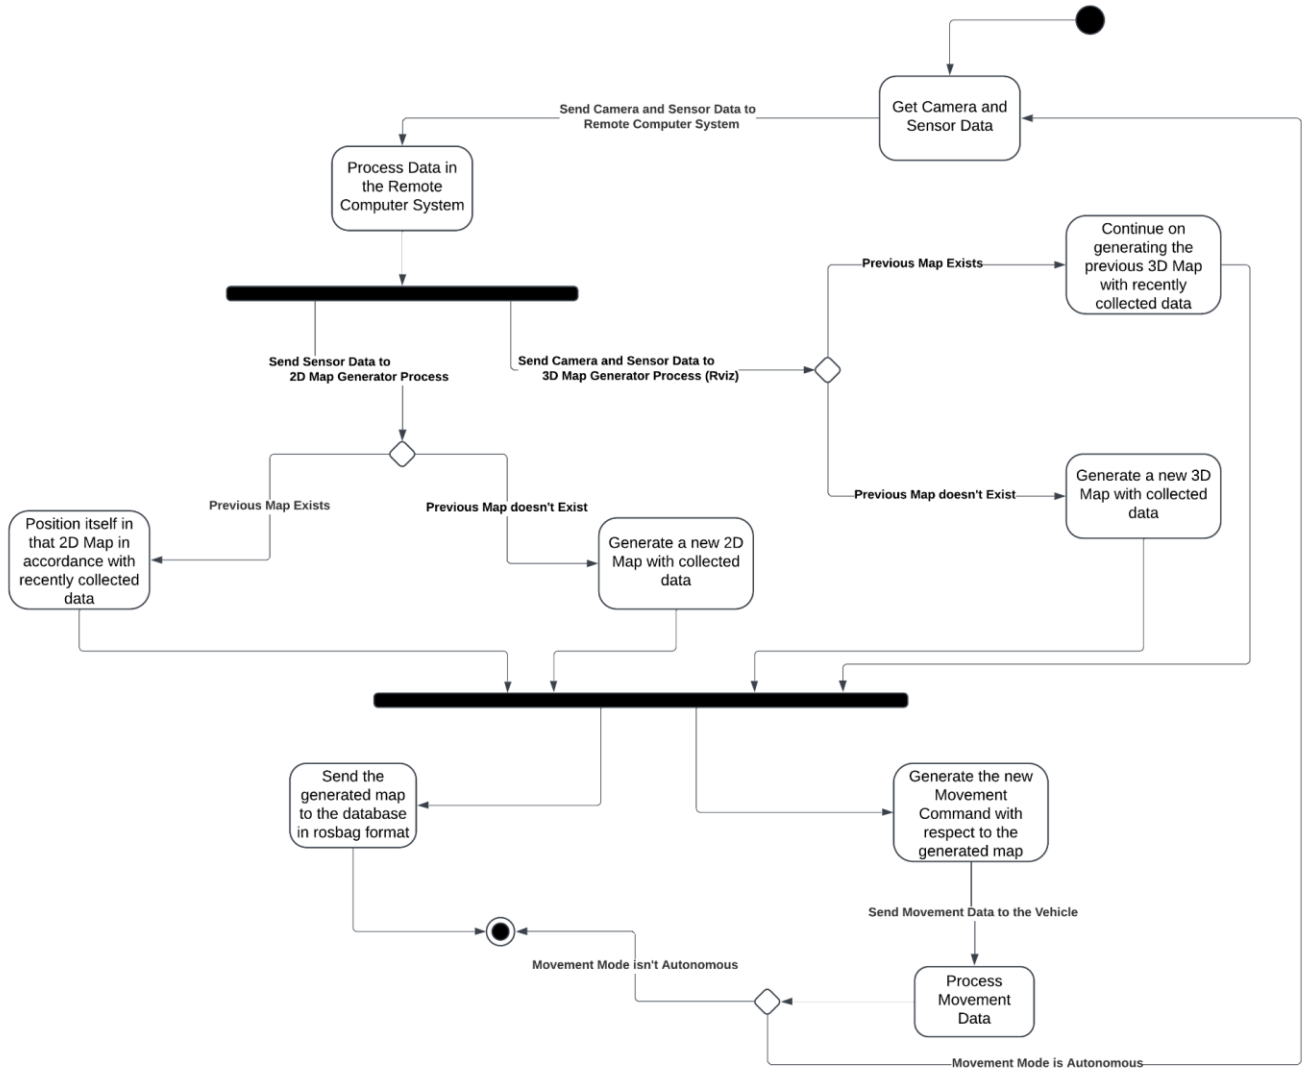 Get Camera and
Sensor Data
Send Camera and Sensor Data to
Remote Computer System
Process Data in
the Remote
Computer System
Continue on
generating the
previous 3D Map
with recently
collected data
Previous Map Exists
Send Sensor Data to
2D Map Generator Process
Send Camera and Sensor Data to
3D Map Generator Process (Rviz)
Previous Map doesn't Exist
Generate a new 3D
Map with collected
data
Previous Map Exists
Previous Map doesn't Exist
Position itself in
that 2D Map in
accordance with
recently collected
data
Generate a new 2D
Map with collected
data
Send the
generated map
to the database
in rosbag format
Generate the new
Movement
Command with
respect to the
generated map
Send Movement Data to the Vehicle
Movement Mode isn't Autonomous
Process
Movement
Data
Movement Mode is Autonomous